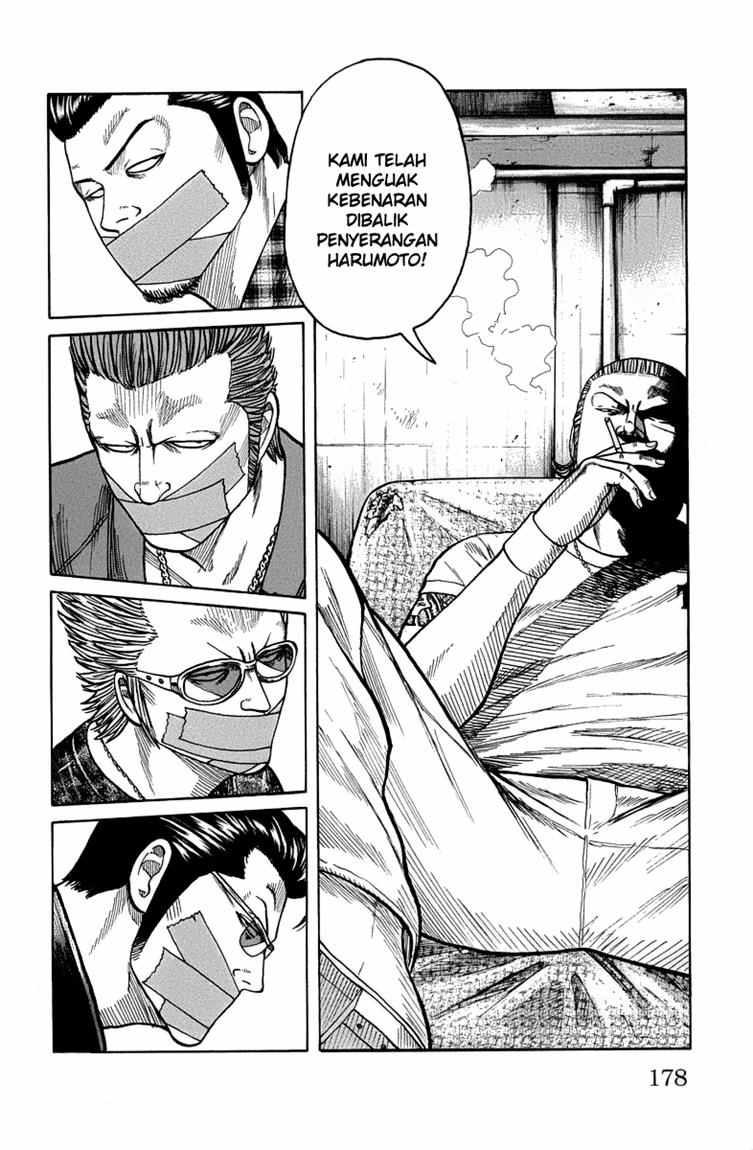 KAMI TELAH
MENGUAK
KEBENARAN
DIBALIK
PENYERANGAN
HARUMOTO!
T
178